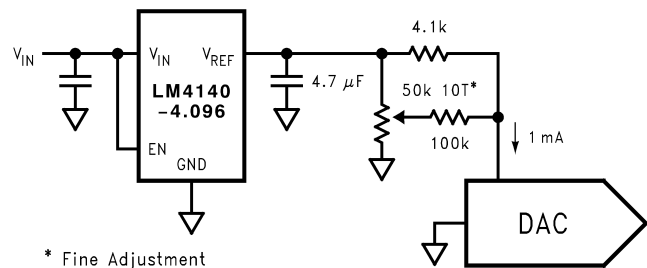 4.1k
V_IN
V_IN
V_REF
LM4140
-4.096
4.7 μF
50k 10T*
100k
1 mA
EN
GND
DAC
* Fine Adjustment